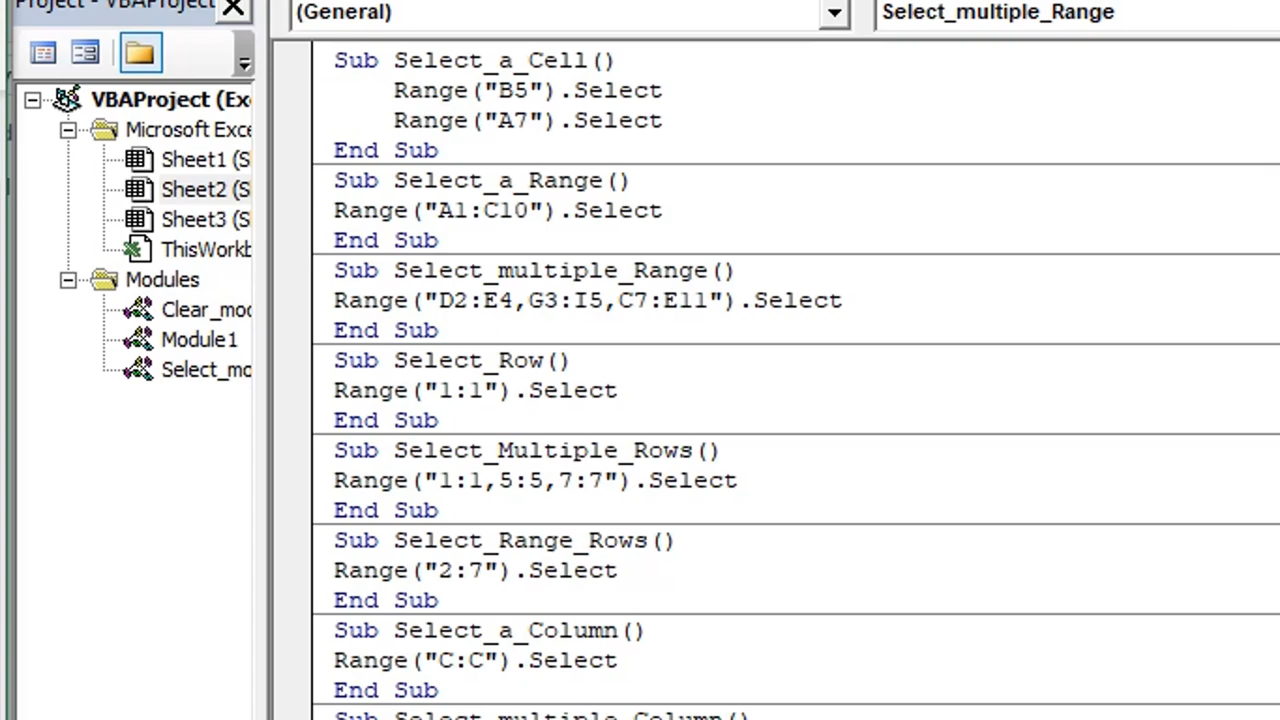 Project - VBAProject
(General)
Select_multiple_Range
VBAProject (Ex
Microsoft Exce
Sheet1 (S
Sheet2 (S
Sheet3 (S
ThisWorkb
Modules
Clear_mo
Module1
Select_mo
Sub Select_a_Cell()
Range("B5").Select
Range("A7").Select
End Sub
Sub Select_a_Range()
Range("A1:C10").Select
End Sub
Sub Select_multiple_Range()
Range("D2:E4,G3:I5,C7:E11").Select
End Sub
Sub Select_Row()
Range("1:1").Select
End Sub
Sub Select_Multiple_Rows()
Range("1:1,5:5,7:7").Select
End Sub
Sub Select_Range_Rows()
Range("2:7").Select
End Sub
Sub Select_a_Column()
Range("C:C").Select
End Sub
Sub Select_multiple_Column()